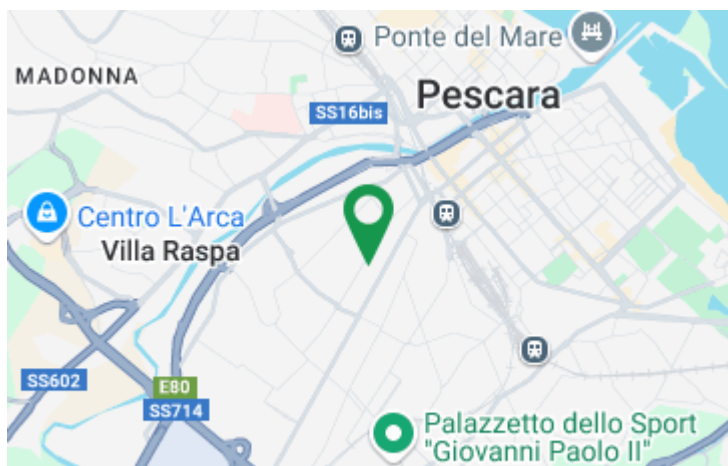 Ponte del Mare
MADONNA
Pescara
SS16bis
Centro L'Arca
Villa Raspa
SS602
E80
SS714
Palazzetto dello Sport
"Giovanni Paolo II"